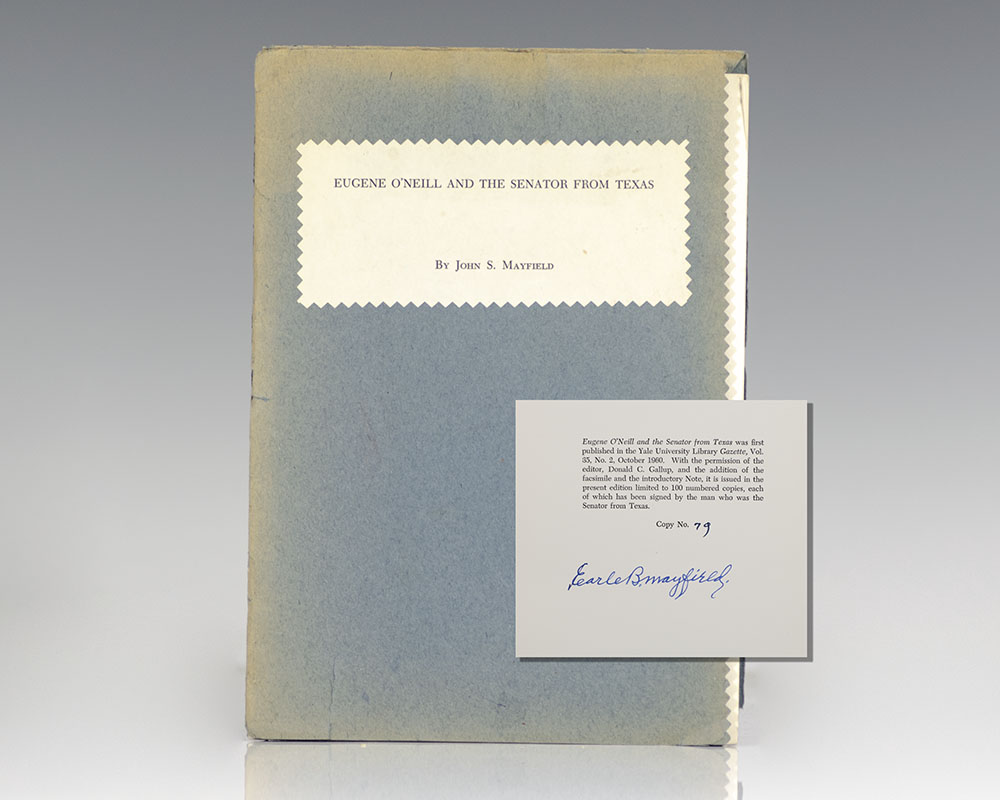 EUGENE O'NEILL AND THE SENATOR FROM TEXAS
By John S. Mayfield
Eugene O'Neill and the Senator from Texas was first
published in the Yale University Library Gazette, Vol.
35, No. 2, October 1960. With the permission of the
editor, Donald C. Gallup, and the addition of the
facsimile and the introductory Note, it is issued in the
present edition limited to 100 numbered copies, each
of which has been signed by the man who was the
Senator from Texas.
Copy No. 79
Earle B. Mayfield.